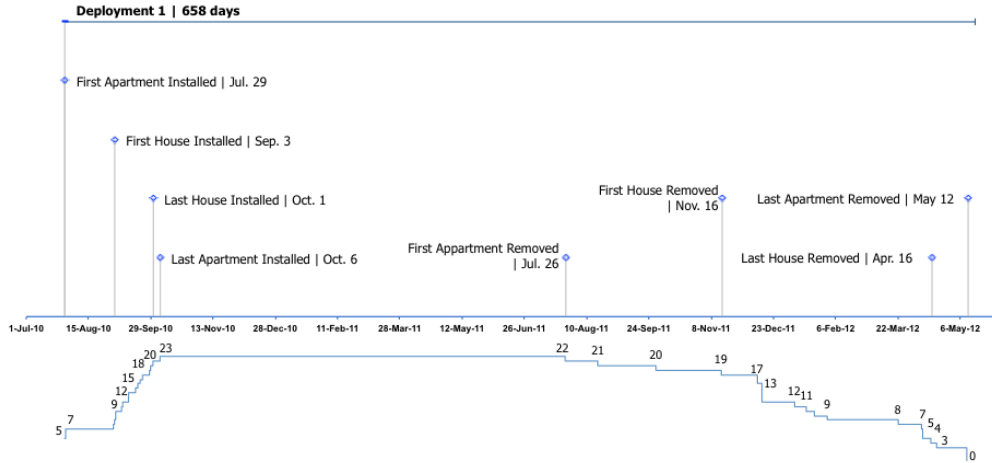 Deployment 1 | 658 days
First Apartment Installed | Jul. 29
First House Installed | Sep. 3
Last House Installed | Oct. 1
Last Apartment Installed | Oct. 6
First Appartment Removed
| Jul. 26
First House Removed
| Nov. 16
Last Apartment Removed | May 12
Last House Removed | Apr. 16
1-Jul-10 15-Aug-10 29-Sep-10 13-Nov-10 28-Dec-10 11-Feb-11 28-Mar-11 12-May-11 26-Jun-11 10-Aug-11 24-Sep-11 8-Nov-11 23-Dec-11 6-Feb-12 22-Mar-12 6-May-12
5 7 9 12 15 18 20 23 22 21 20 19 17 13 12 11 9 8 7 5 4 3 0